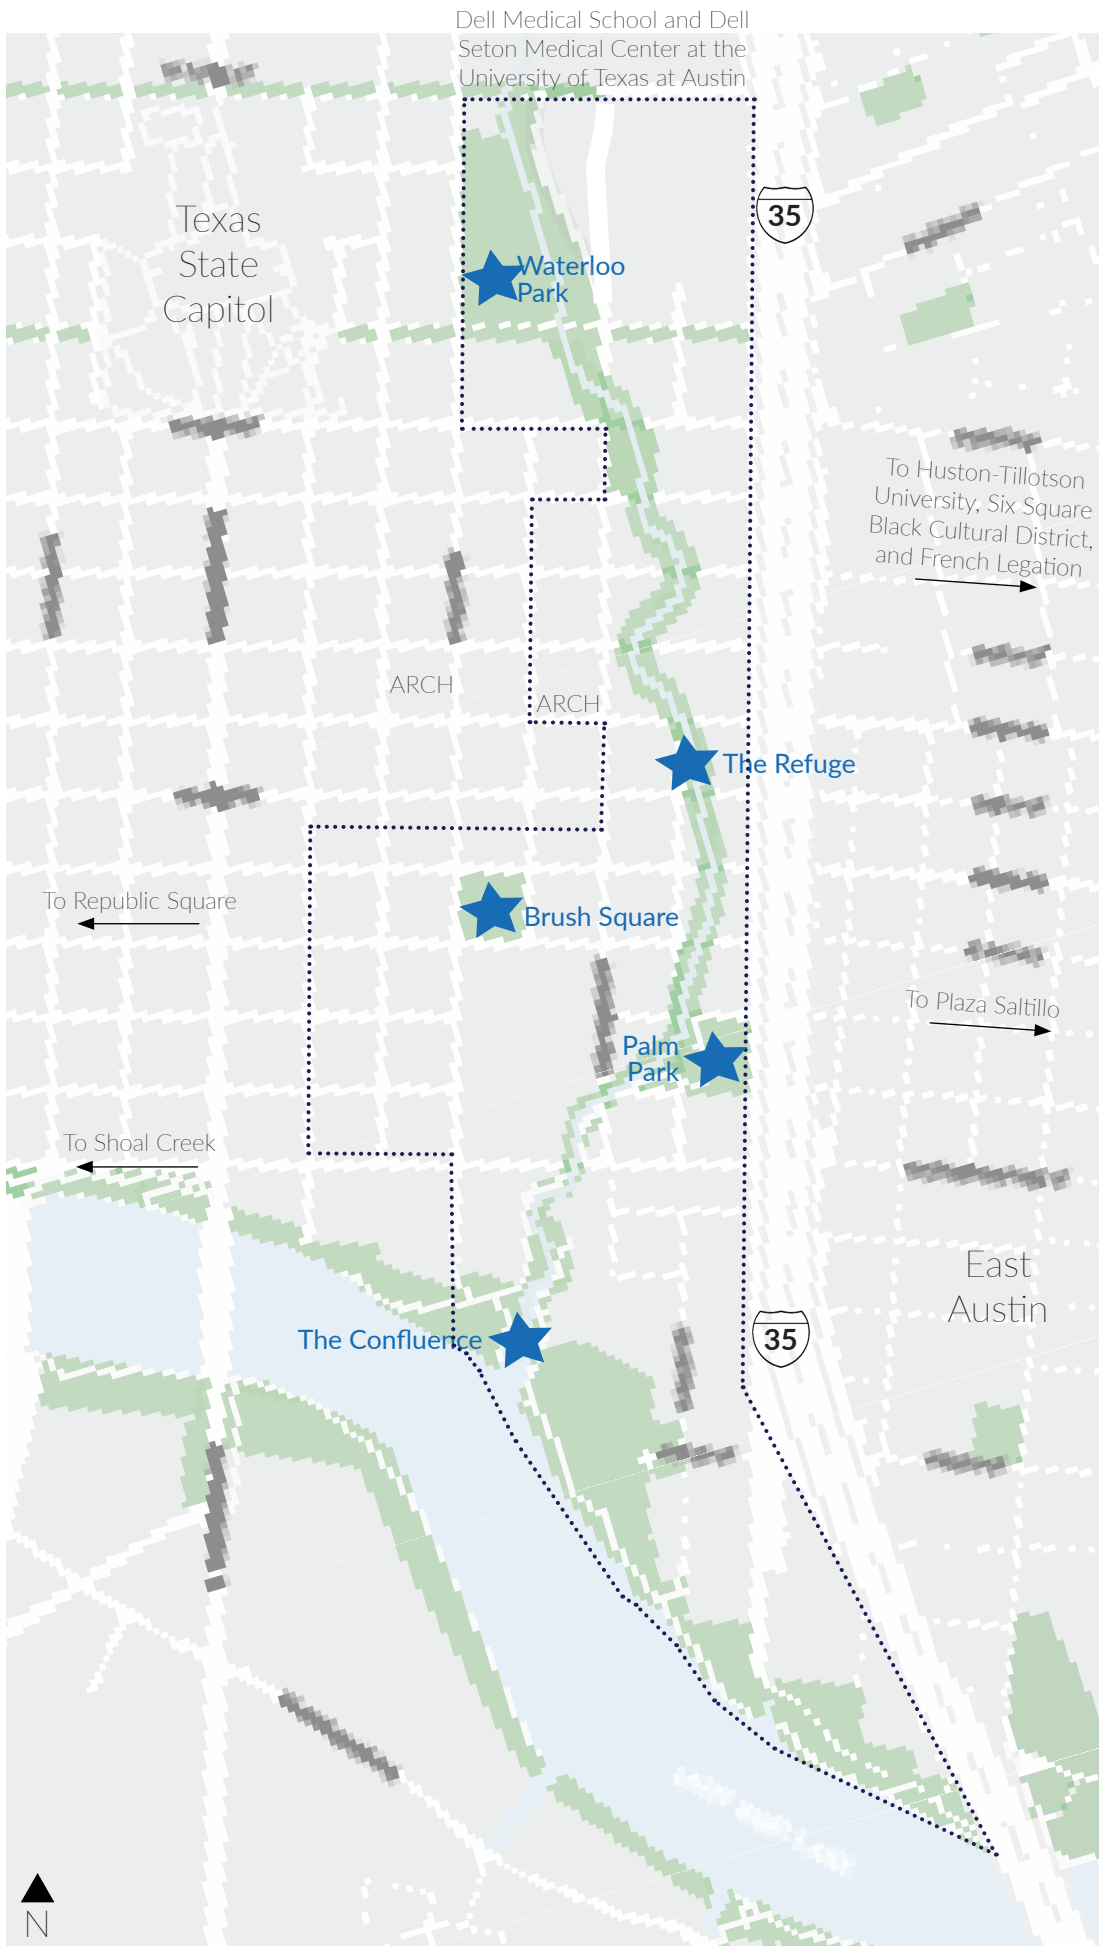 Dell Medical School and Dell
Seton Medical Center at the
University of Texas at Austin
35
Texas
State
Capitol
Waterloo
Park
To Huston-Tillotson
University, Six Square
Black Cultural District,
and French Legation
ARCH
ARCH
The Refuge
To Republic Square
Brush Square
To Plaza Saltillo
Palm
Park
To Shoal Creek
East
Austin
The Confluence
35
N